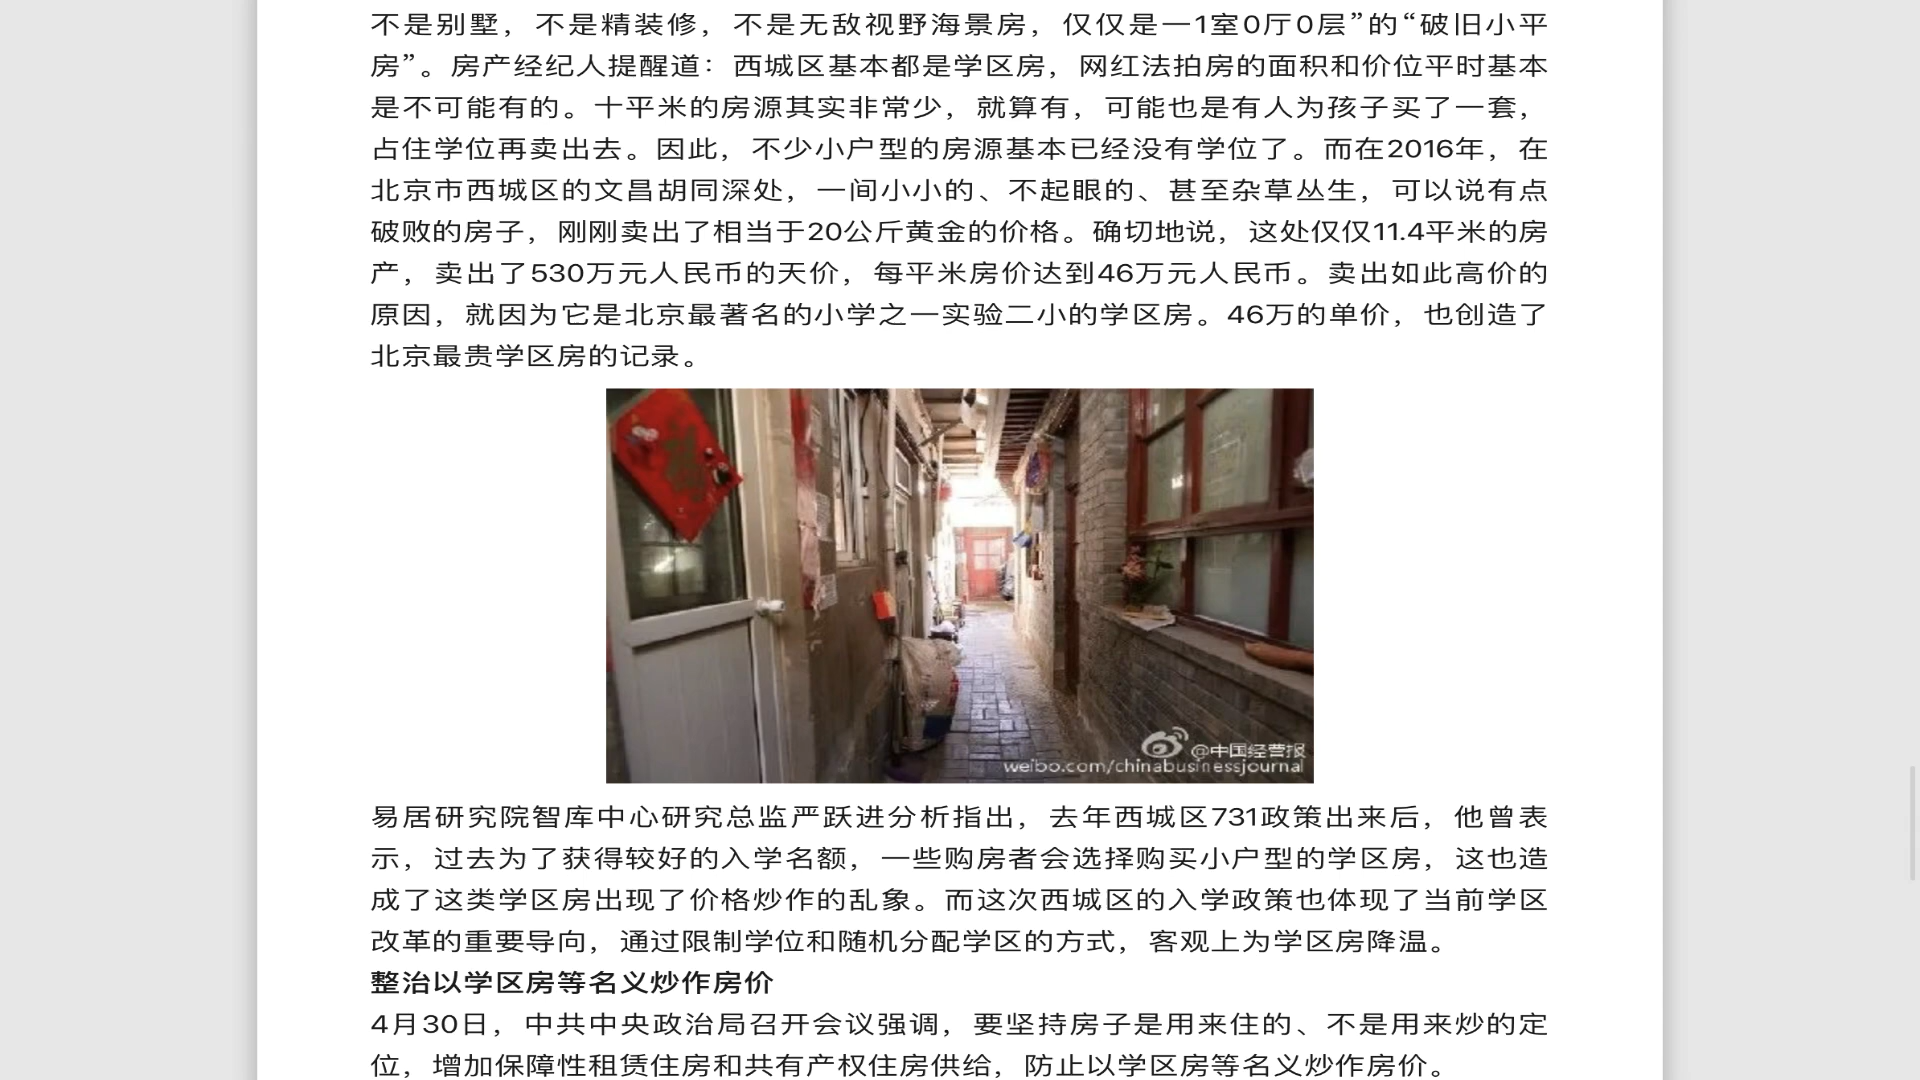 不是别墅，不是精装修，不是无敌视野海景房，仅仅是一1室0厅0层”的“破旧小平
房”。房产经纪人提醒道：西城区基本都是学区房，网红法拍房的面积和价位平时基本
是不可能有的。十平米的房源其实非常少，就算有，可能也是有人为孩子买了一套，
占住学位再卖出去。因此，不少小户型的房源基本已经没有学位了。而在2016年，在
北京市西城区的文昌胡同深处，一间小小的、不起眼的、甚至杂草丛生，可以说有点
破败的房子，刚刚卖出了相当于20公斤黄金的价格。确切地说，这处仅仅11.4平米的房
产，卖出了530万元人民币的天价，每平米房价达到46万元人民币。卖出如此高价的
原因，就因为它是北京最著名的小学之一实验二小的学区房。46万的单价，也创造了
北京最贵学区房的记录。
@中国经营报
weibo.com/chinabusinessjournal
易居研究院智库中心研究总监严跃进分析指出，去年西城区731政策出来后，他曾表
示，过去为了获得较好的入学名额，一些购房者会选择购买小户型的学区房，这也造
成了这类学区房出现了价格炒作的乱象。而这次西城区的入学政策也体现了当前学区
改革的重要导向，通过限制学位和随机分配学区的方式，客观上为学区房降温。
整治以学区房等名义炒作房价
4月30日，中共中央政治局召开会议强调，要坚持房子是用来住的、不是用来炒的定
位，增加保障性租赁住房和共有产权住房供给，防止以学区房等名义炒作房价。